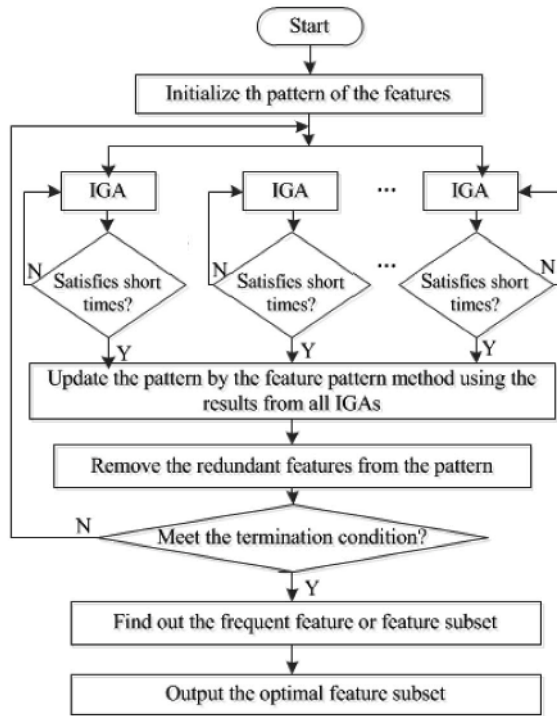 Start
Initialize th pattern of the features
IGA
IGA
...
IGA
N
Satisfies short
times?
N
Satisfies short
times?
...
Satisfies short
times?
N
Y
Y
Y
Update the pattern by the feature pattern method using the
results from all IGAs
Remove the redundant features from the pattern
N
Meet the termination condition?
Y
Find out the frequent feature or feature subset
Output the optimal feature subset